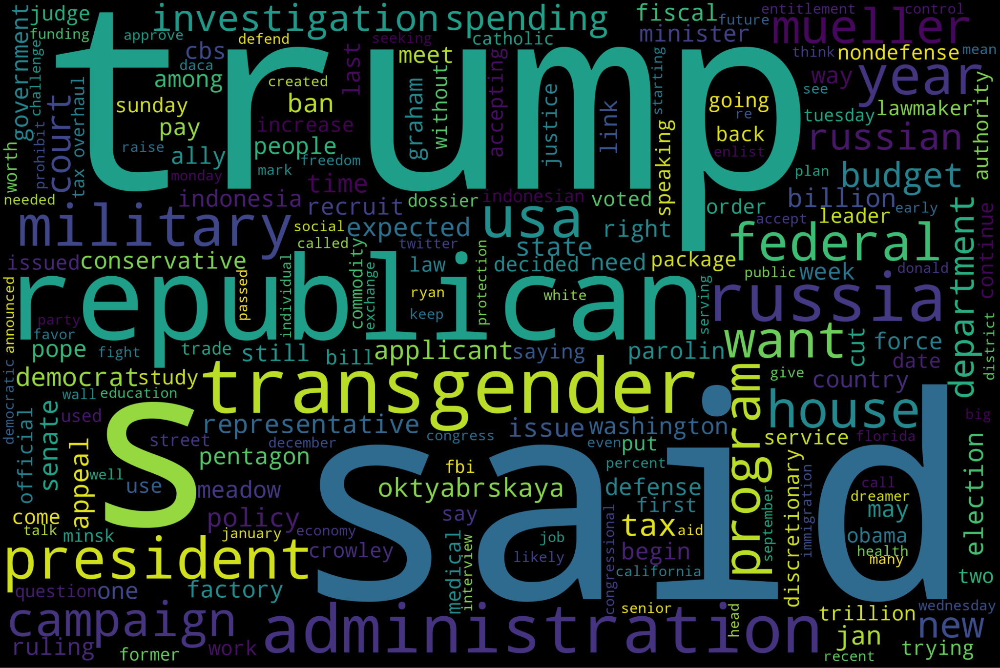 trump
said
s
republican
transgender
administration
president
campaign
military
russia
federal
program
house
usa
want
year
mueller
department
investigation
spending
court
budget
russian
new
tax
government
judge
funding
approve
defend
seeking
catholic
fiscal
minister
entitlement
future
control
think
nondefense
mean
challenge
cbs
daca
among
created
last
meet
without
accepting
starting
way
see
tax overhaul
sunday
pay
ban
increase
people
graham
justice
link
going
re
back
enlist
tuesday
lawmaker
authority
prohibit
worth
raise
ally
monday
mark
freedom
speaking
plan
needed
indonesia
time
recruit
dossier
indonesian
voted
order
billion
early
accept
leader
continue
social
called
expected
twitter
right
state
issued
conservative
passed
individual
commodity
exchange
law
protection
decided
need
package
public
week
donald
announced
ryan
keep
white
serving
party
favor
pope
fight
trade
still
bill
applicant
saying
parolin
cut
force
date
district
give
country
democratic
democrat
study
wall
education
official
senate
used
street
representative
december
congress
issue
washington
even
put
percent
service
florida
big
election
appeal
well
use
pentagon
meadow
fbi
oktyabrskaya
defense
first
september
discretionary
immigration
call
dreamer
may
obama
health
many
come
talk
minsk
policy
january
economy
crowley
say
medical
interview
job
likely
aid
begin
california
congressional
two
question
one
factory
senior
head
trillion
wednesday
jan
ruling
former
work
recent
trying